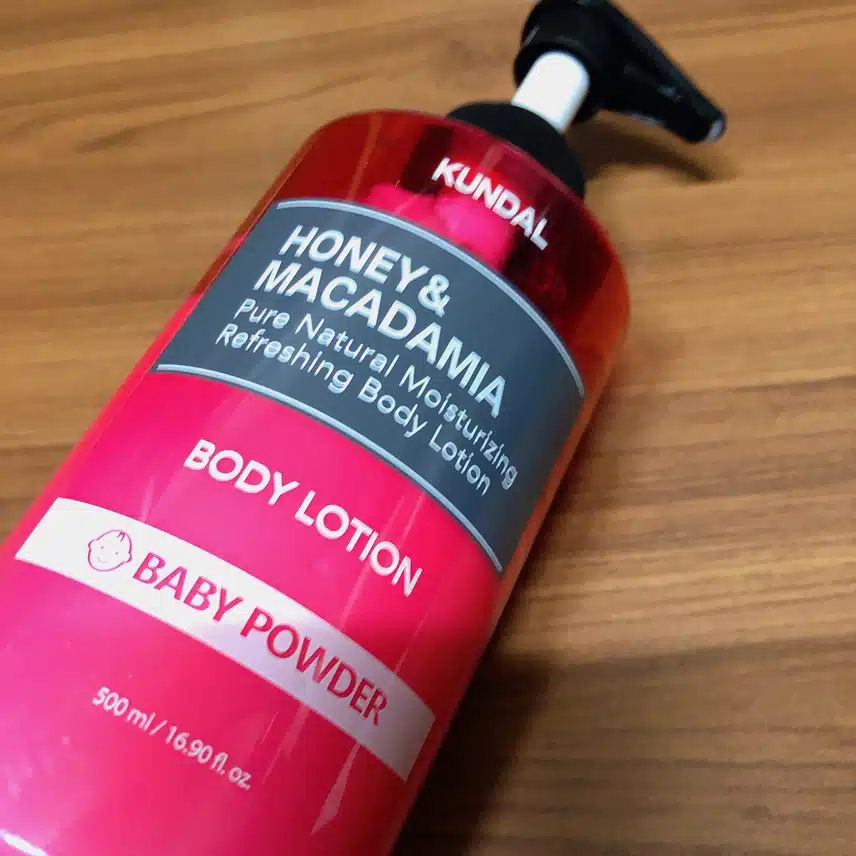 KUNDAL
HONEY&
MACADAMIA
Pure Natural Moisturizing
Refreshing Body Lotion
BODY LOTION
BABY POWDER
500 ml / 16.90 fl. oz.